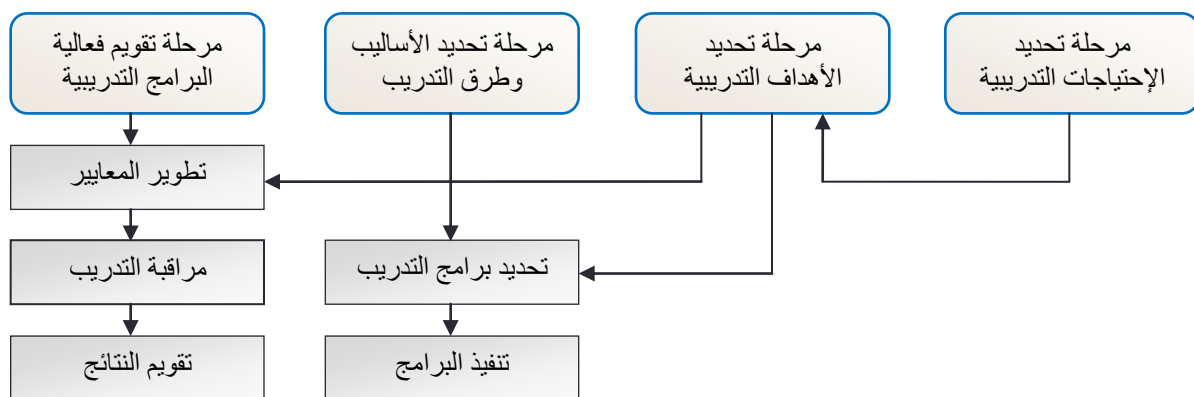 مرحلة تحديد
الإحتياجات التدريبية
مرحلة تحديد
الأهداف التدريبية
مرحلة تحديد الأساليب
وطرق التدريب
مرحلة تقويم فعالية
البرامج التدريبية
تطوير المعايير
تحديد برامج التدريب
مراقبة التدريب
تنفيذ البرامج
تقويم النتائج